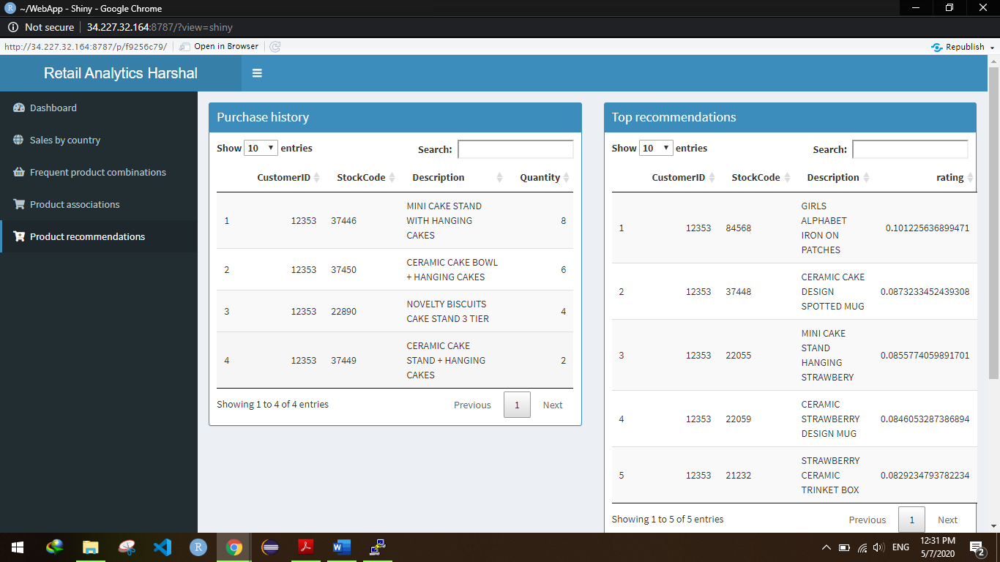 ~/WebApp - Shiny - Google Chrome
Not secure 34.227.32.164:8787/?view=shiny
http://34.227.32.164:8787/p/f9256c79/ Open in Browser Republish
Retail Analytics Harshal
Dashboard
Sales by country
Frequent product combinations
Product associations
Product recommendations
Purchase history
Show 10 entries Search:
CustomerID StockCode Description Quantity
1 12353 37446 MINI CAKE STAND 8
WITH HANGING
CAKES
2 12353 37450 CERAMIC CAKE BOWL 6
+ HANGING CAKES
3 12353 22890 NOVELTY BISCUITS 4
CAKE STAND 3 TIER
4 12353 37449 CERAMIC CAKE 2
STAND + HANGING
CAKES
Showing 1 to 4 of 4 entries Previous 1 Next
Top recommendations
Show 10 entries Search:
CustomerID StockCode Description rating
1 12353 84568 GIRLS 0.101225636899471
ALPHABET
IRON ON
PATCHES
2 12353 37448 CERAMIC CAKE 0.0873233452439308
DESIGN
SPOTTED MUG
3 12353 22055 MINI CAKE 0.0855774059891701
STAND
HANGING
STRAWBERY
4 12353 22059 CERAMIC 0.0846053287386894
STRAWBERRY
DESIGN MUG
5 12353 21232 STRAWBERRY 0.0829234793782234
CERAMIC
TRINKET BOX
Showing 1 to 5 of 5 entries Previous 1 Next
ENG 12:31 PM
5/7/2020 2